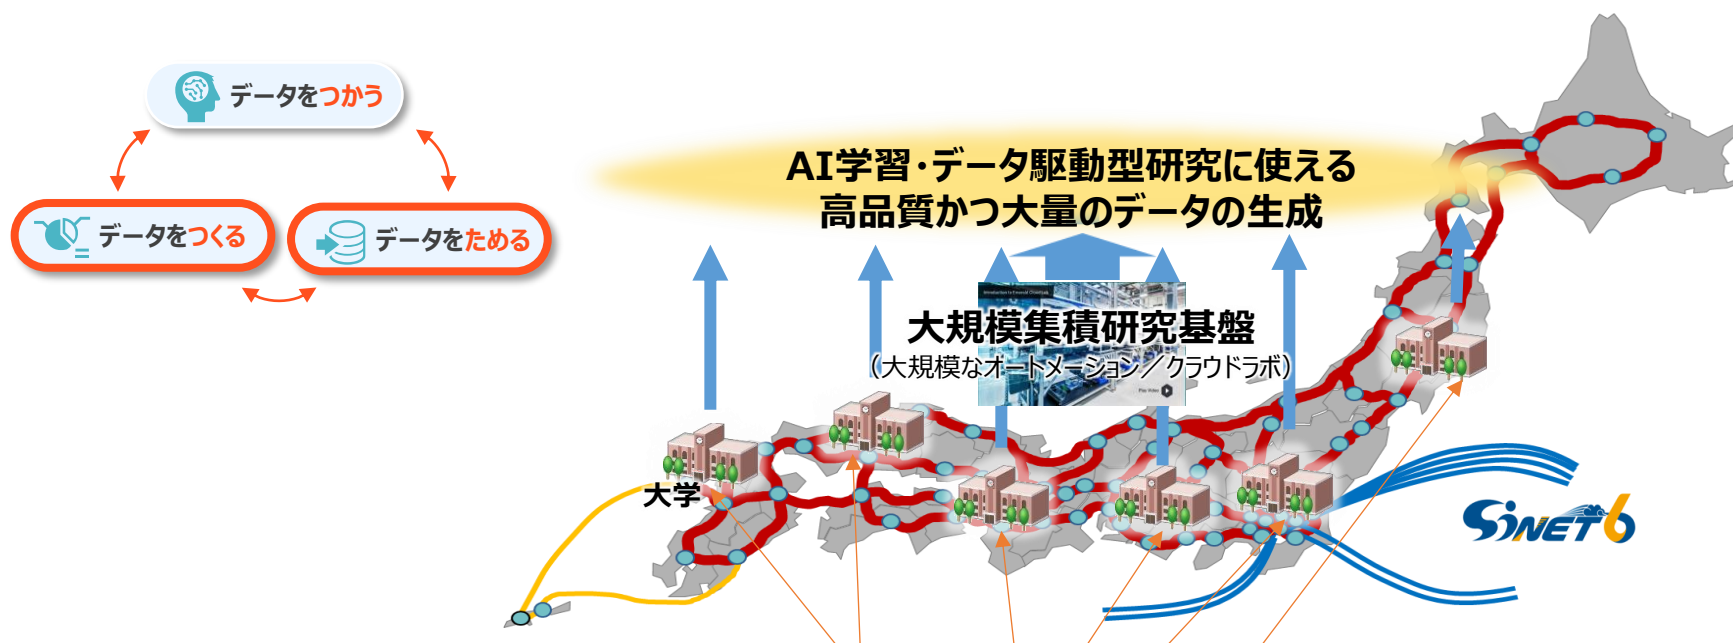 データをつかう
データをつくる
データをためる
AI学習・データ駆動型研究に使える
高品質かつ大量のデータの生成
大規模集積研究基盤
（大規模なオートメーション／クラウドラボ）
Play Video
大学
SINET6